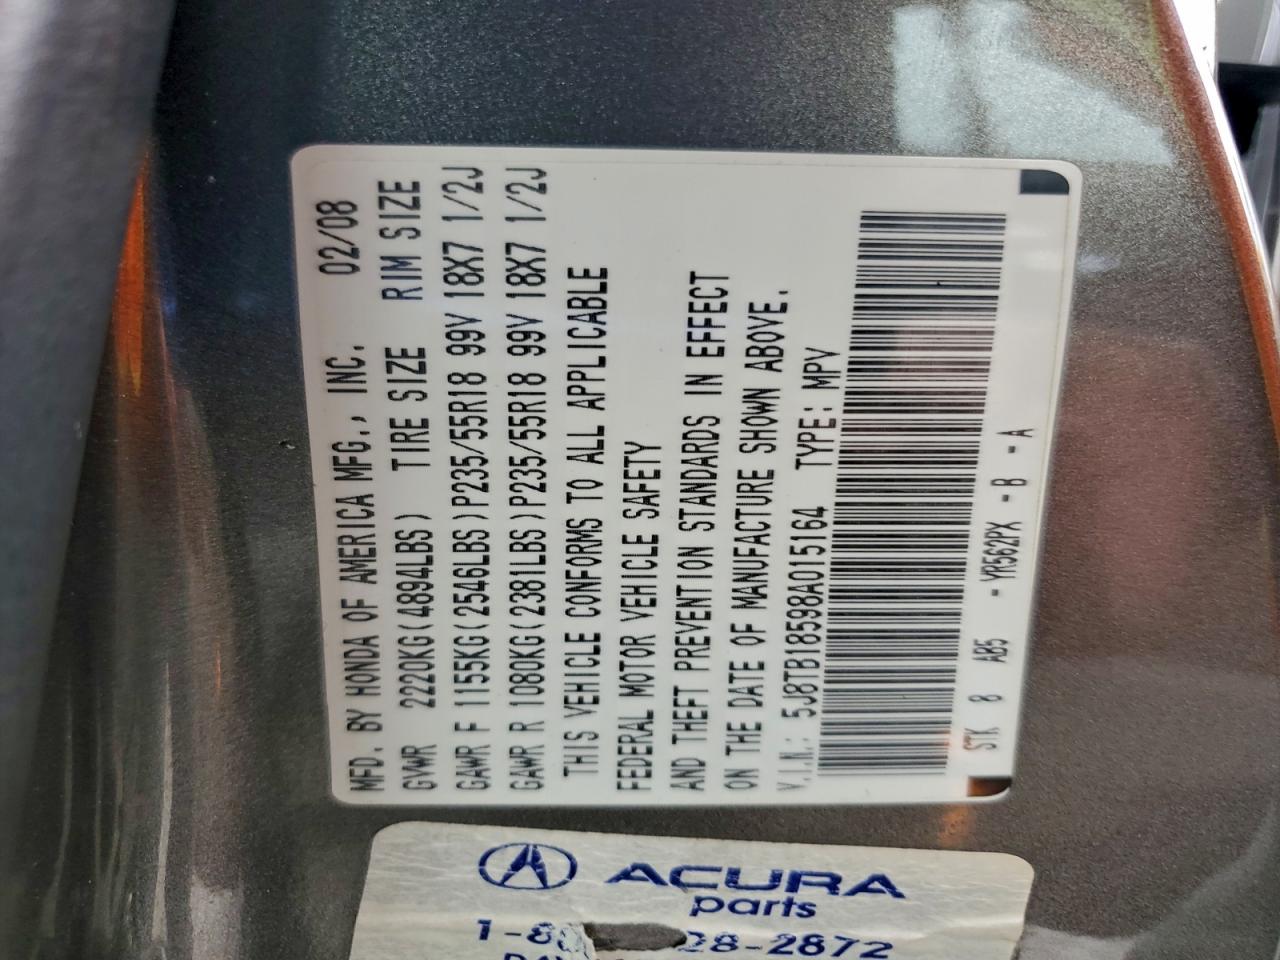 MFD. BY HONDA OF AMERICA MFG., INC. 02/08
GVWR 2220KG(4894LBS) TIRE SIZE RIM SIZE
GAWR F 1155KG(2546LBS)P235/55R18 99V 18X7 1/2J
GAWR R 1080KG(2381LBS)P235/55R18 99V 18X7 1/2J
THIS VEHICLE CONFORMS TO ALL APPLICABLE
FEDERAL MOTOR VEHICLE SAFETY
AND THEFT PREVENTION STANDARDS IN EFFECT
ON THE DATE OF MANUFACTURE SHOWN ABOVE.
V.I.N.: 5J8TB18598A015164 TYPE: MPV
STK 8 AB5 - YR562PX - B - A
ACURA
parts
28-2872